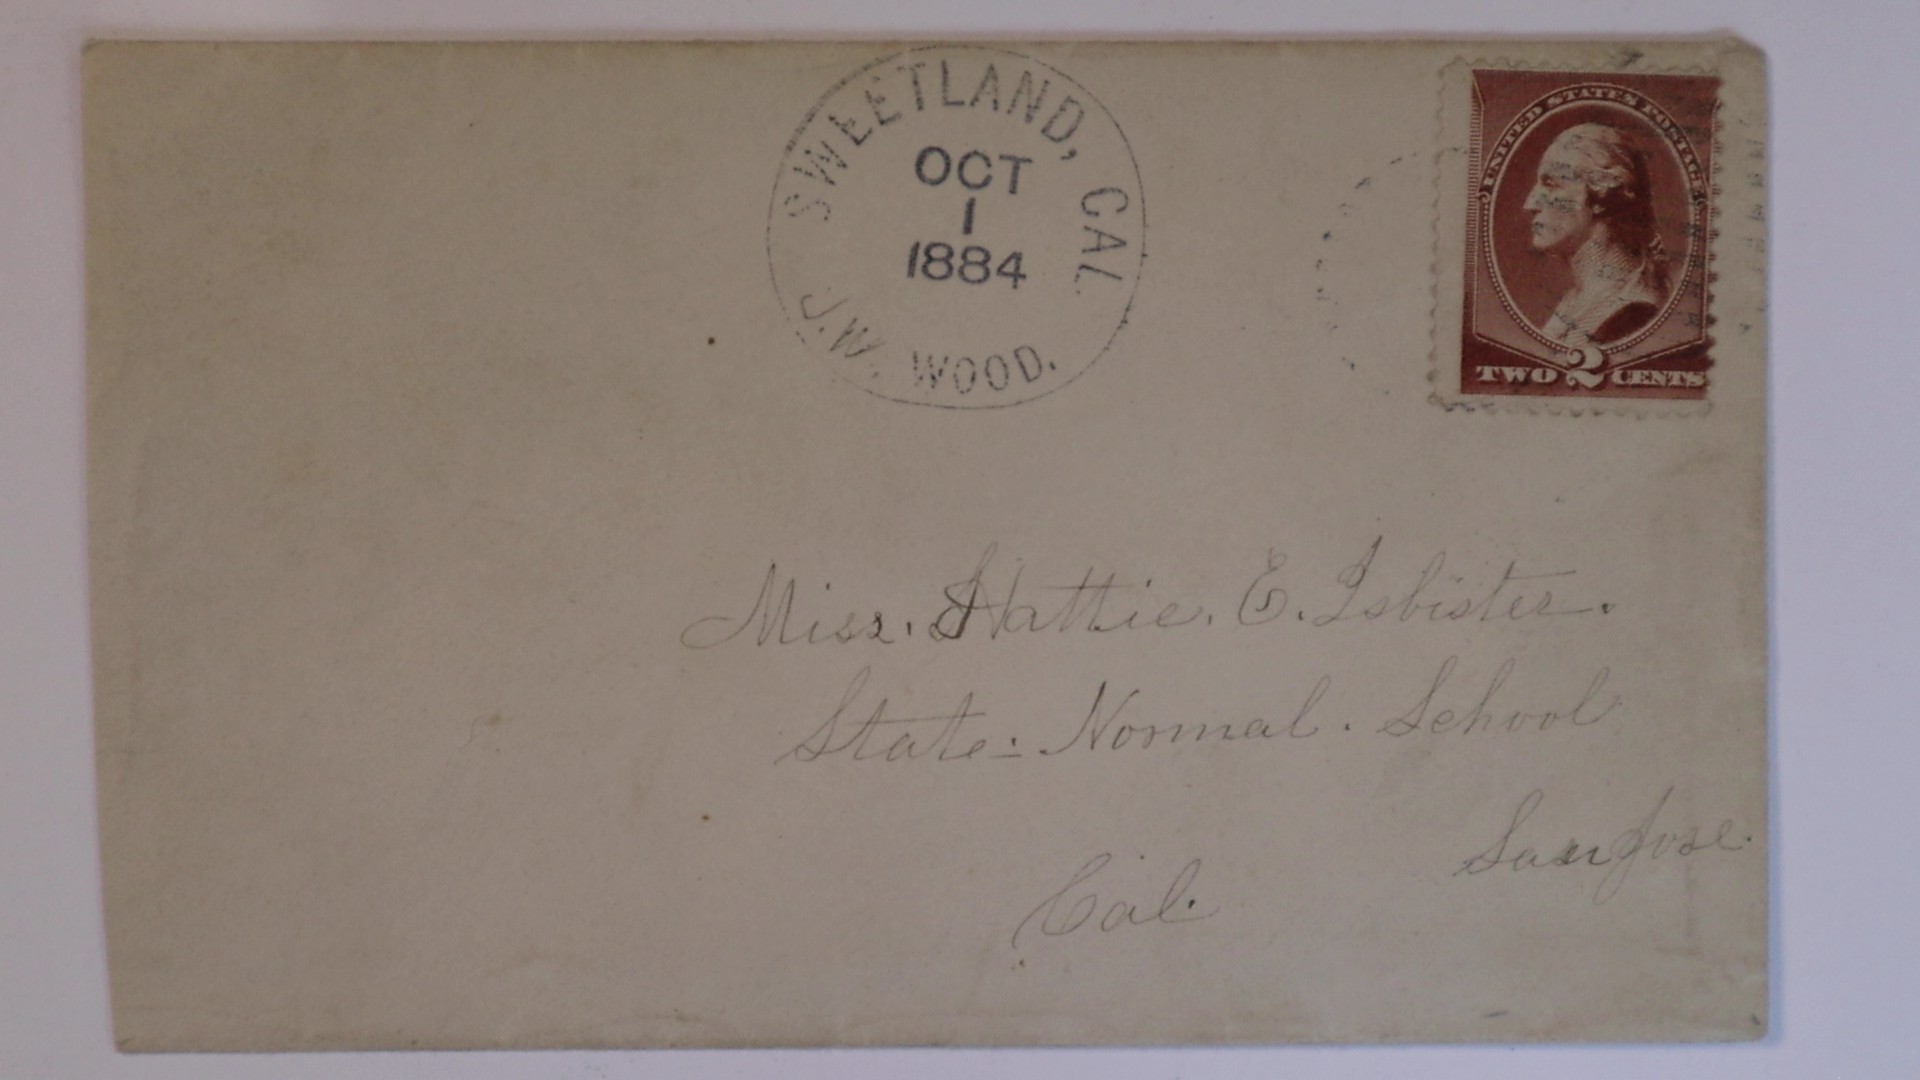 SWEETLAND, CAL.
OCT
1
1884
J. W. WOOD.
UNITED STATES POSTAGE
TWO 2 CENTS
Miss. Hattie. E. Isbister.
State. Normal. School
San Jose.
Cal.